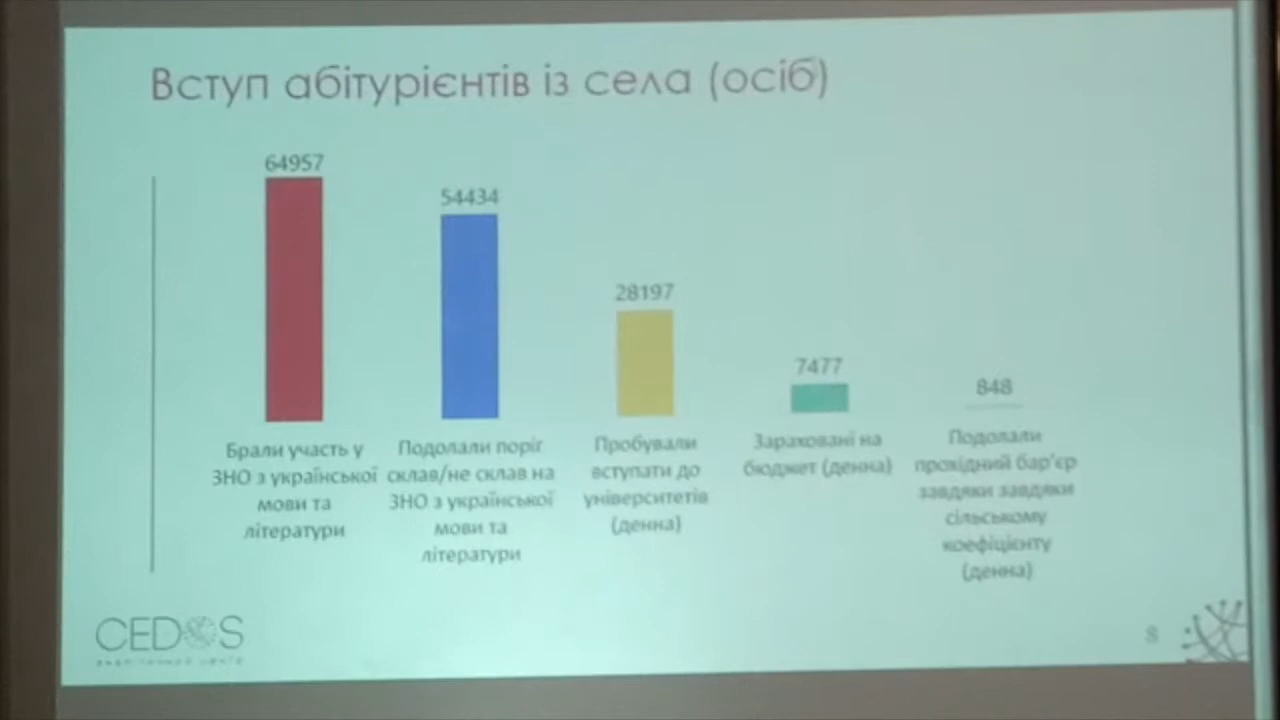 Вступ абітурієнтів із села (осіб)
64957
54434
28197
7477
848
Брали участь у
ЗНО з української
мови та
літератури
Подолали поріг
склав/не склав на
ЗНО з української
мови та
літератури
Пробували
вступати до
університетів
(денна)
Зараховані на
бюджет (денна)
Подолали
прохідний бар'єр
завдяки завдяки
сільському
коефіцієнту
(денна)
CEDOS
аналітичний центр
8